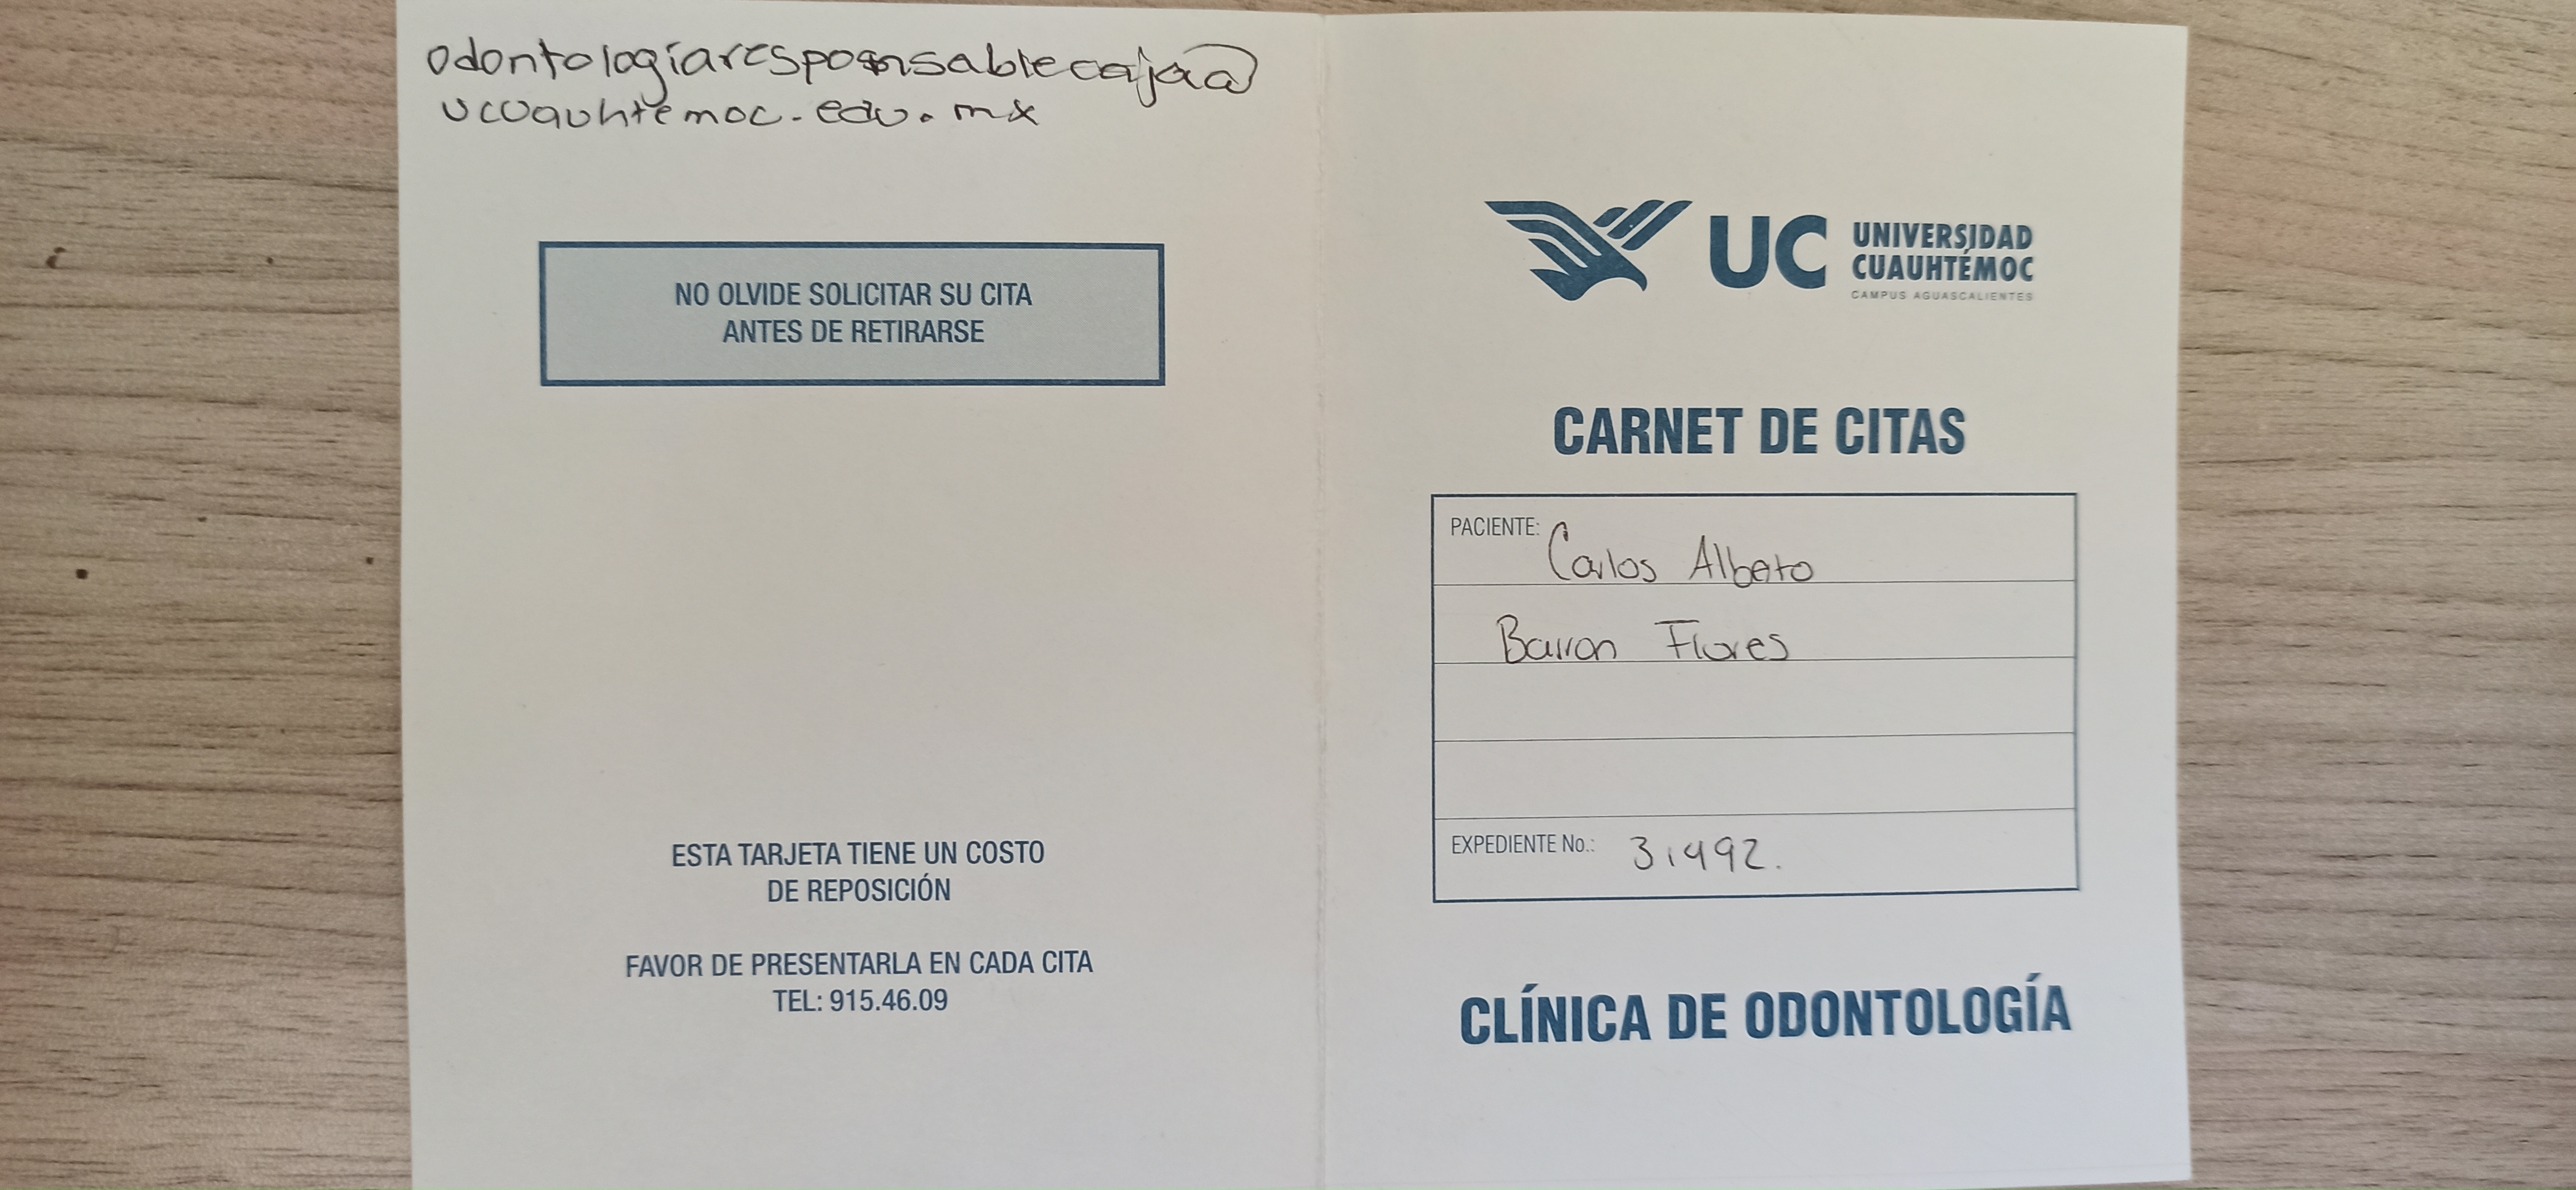 odontologíaresponsablecaja@
ucuauhtemoc.edu.mx
NO OLVIDE SOLICITAR SU CITA
ANTES DE RETIRARSE
ESTA TARJETA TIENE UN COSTO
DE REPOSICIÓN
FAVOR DE PRESENTARLA EN CADA CITA
TEL: 915.46.09
UC UNIVERSIDAD
CUAUHTÉMOC
CAMPUS AGUASCALIENTES
CARNET DE CITAS
PACIENTE: Carlos Albeto
Barron Flores
EXPEDIENTE No.: 31492.
CLÍNICA DE ODONTOLOGÍA